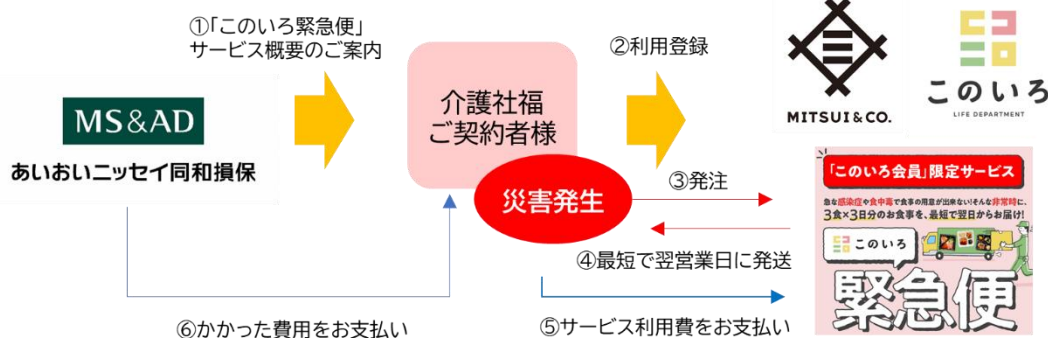 ①「このいろ緊急便」
サービス概要のご案内
MS&AD
あいおいニッセイ同和損保
介護社福
ご契約者様
災害発生
②利用登録
MITSUI & CO.
このいろ
LIFE DEPARTMENT
③発注
④最短で翌営業日に発送
⑤サービス利用費をお支払い
⑥かかった費用をお支払い
「このいろ会員」限定サービス
急な感染症や食中毒で食事の用意が出来ない!そんな非常時に、
3食×3日分のお食事を、最短で翌日からお届け!
このいろ
緊急便